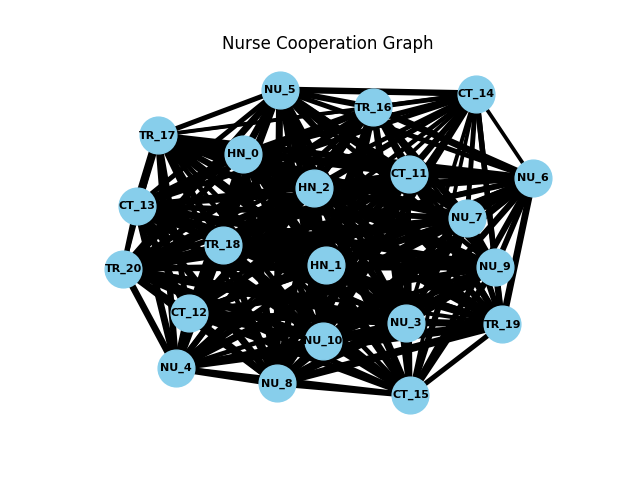 Nurse Cooperation Graph
NU_5
CT_14
TR_16
TR_17
HN_0
CT_11
NU_6
HN_2
CT_13
NU_7
TR_18
HN_1
NU_9
TR_20
CT_12
NU_3
TR_19
NU_10
NU_4
NU_8
CT_15